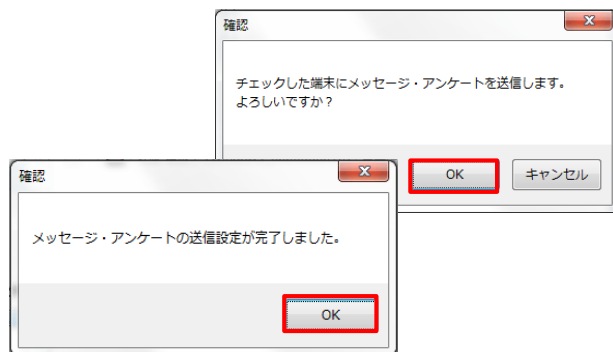 確認
チェックした端末にメッセージ・アンケートを送信します。
よろしいですか?
OK
キャンセル
確認
メッセージ・アンケートの送信設定が完了しました。
OK